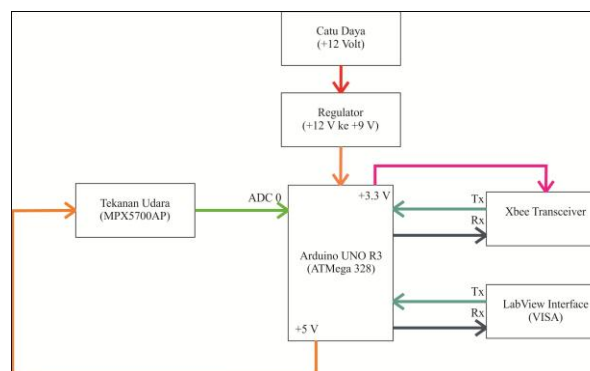 Catu Daya
(+12 Volt)
Regulator
(+12 V ke +9 V)
Tekanan Udara
(MPX5700AP)
ADC 0
+3.3 V
Arduino UNO R3
(ATMega 328)
+5 V
Tx
Rx
Xbee Transceiver
Tx
Rx
LabView Interface
(VISA)